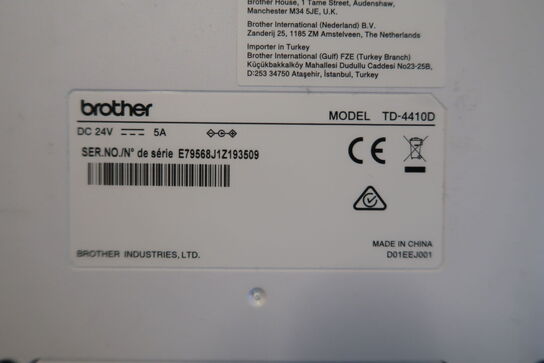 Brother House, 1 Tame Street, Audenshaw,
Manchester M34 5JE, U.K.
Brother International (Nederland) B.V.
Zanderij 25, 1185 ZM Amstelveen, The Netherlands
Importer in Turkey
Brother International (Gulf) FZE (Turkey Branch)
Küçükbakkalköy Mahallesi Dudullu Caddesi No23-25B,
D:253 34750 Ataşehir, İstanbul, Turkey
brother
MODEL TD-4410D
DC 24V 5A
SER.NO./N° de série E79568J1Z193509
CE
BROTHER INDUSTRIES, LTD.
MADE IN CHINA
D01EEJ001